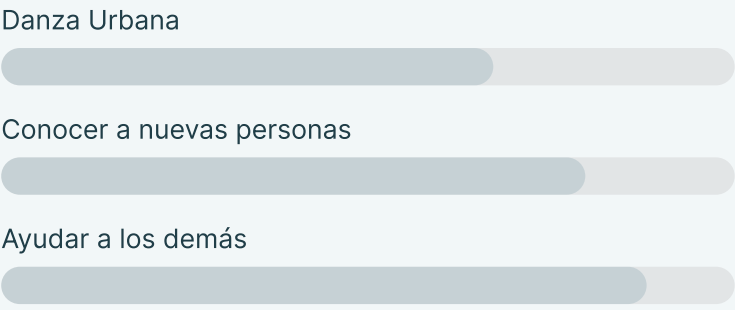 Danza Urbana
Conocer a nuevas personas
Ayudar a los demás